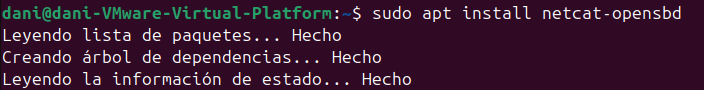 dani@dani-VMware-Virtual-Platform:~$ sudo apt install netcat-opensbd
Leyendo lista de paquetes... Hecho
Creando árbol de dependencias... Hecho
Leyendo la información de estado... Hecho